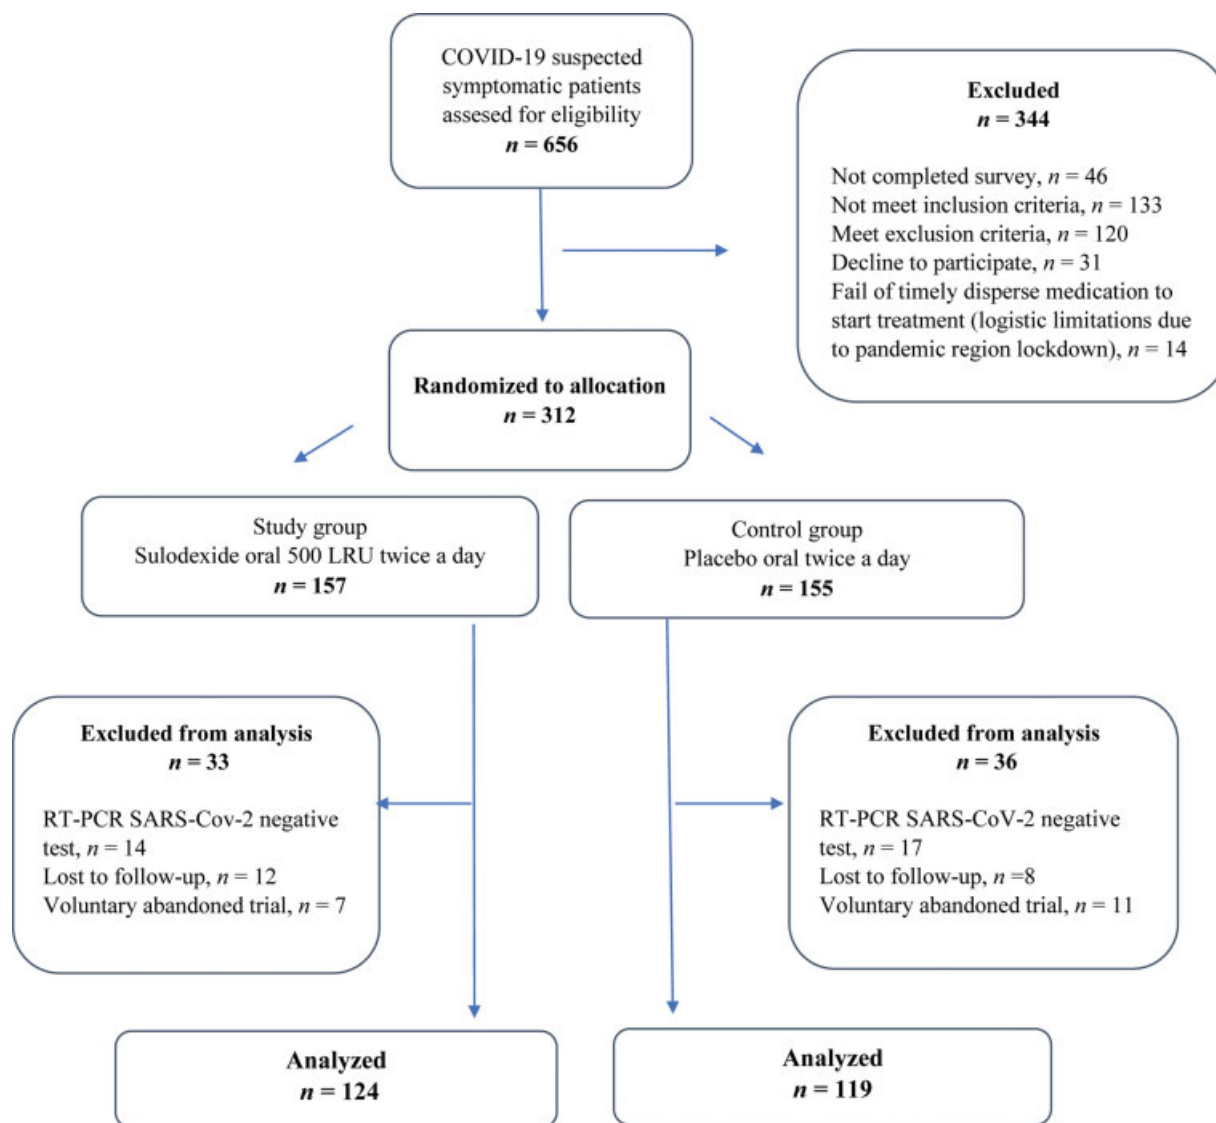 COVID-19 suspected
symptomatic patients
assesed for eligibility
n = 656
Excluded
n = 344
Not completed survey, n = 46
Not meet inclusion criteria, n = 133
Meet exclusion criteria, n = 120
Decline to participate, n = 31
Fail of timely disperse medication to
start treatment (logistic limitations due
to pandemic region lockdown), n = 14
Randomized to allocation
n = 312
Study group
Sulodexide oral 500 LRU twice a day
n = 157
Control group
Placebo oral twice a day
n = 155
Excluded from analysis
n = 33
RT-PCR SARS-Cov-2 negative
test, n = 14
Lost to follow-up, n = 12
Voluntary abandoned trial, n = 7
Excluded from analysis
n = 36
RT-PCR SARS-CoV-2 negative
test, n = 17
Lost to follow-up, n =8
Voluntary abandoned trial, n = 11
Analyzed
n = 124
Analyzed
n = 119